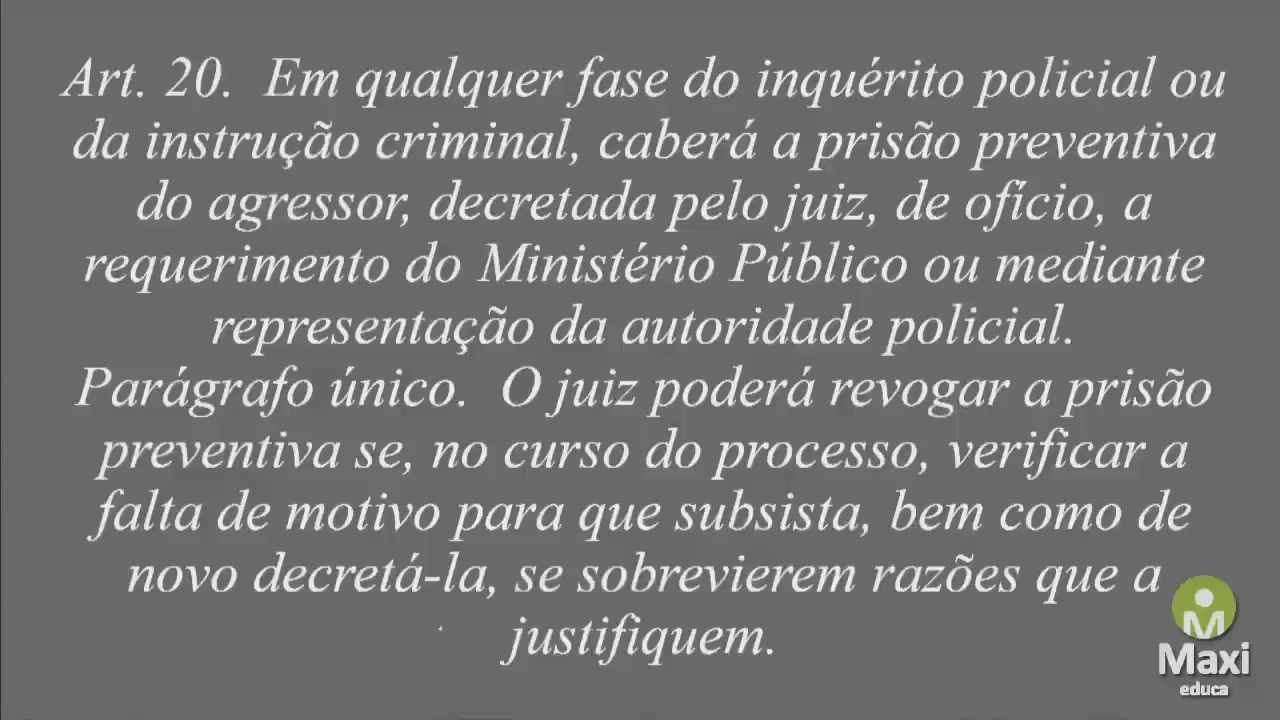 Art. 20. Em qualquer fase do inquérito policial ou
da instrução criminal, caberá a prisão preventiva
do agressor, decretada pelo juiz, de ofício, a
requerimento do Ministério Público ou mediante
representação da autoridade policial.
Parágrafo único. O juiz poderá revogar a prisão
preventiva se, no curso do processo, verificar a
falta de motivo para que subsista, bem como de
novo decretá-la, se sobrevierem razões que a
justifiquem.
M
Maxi
educa